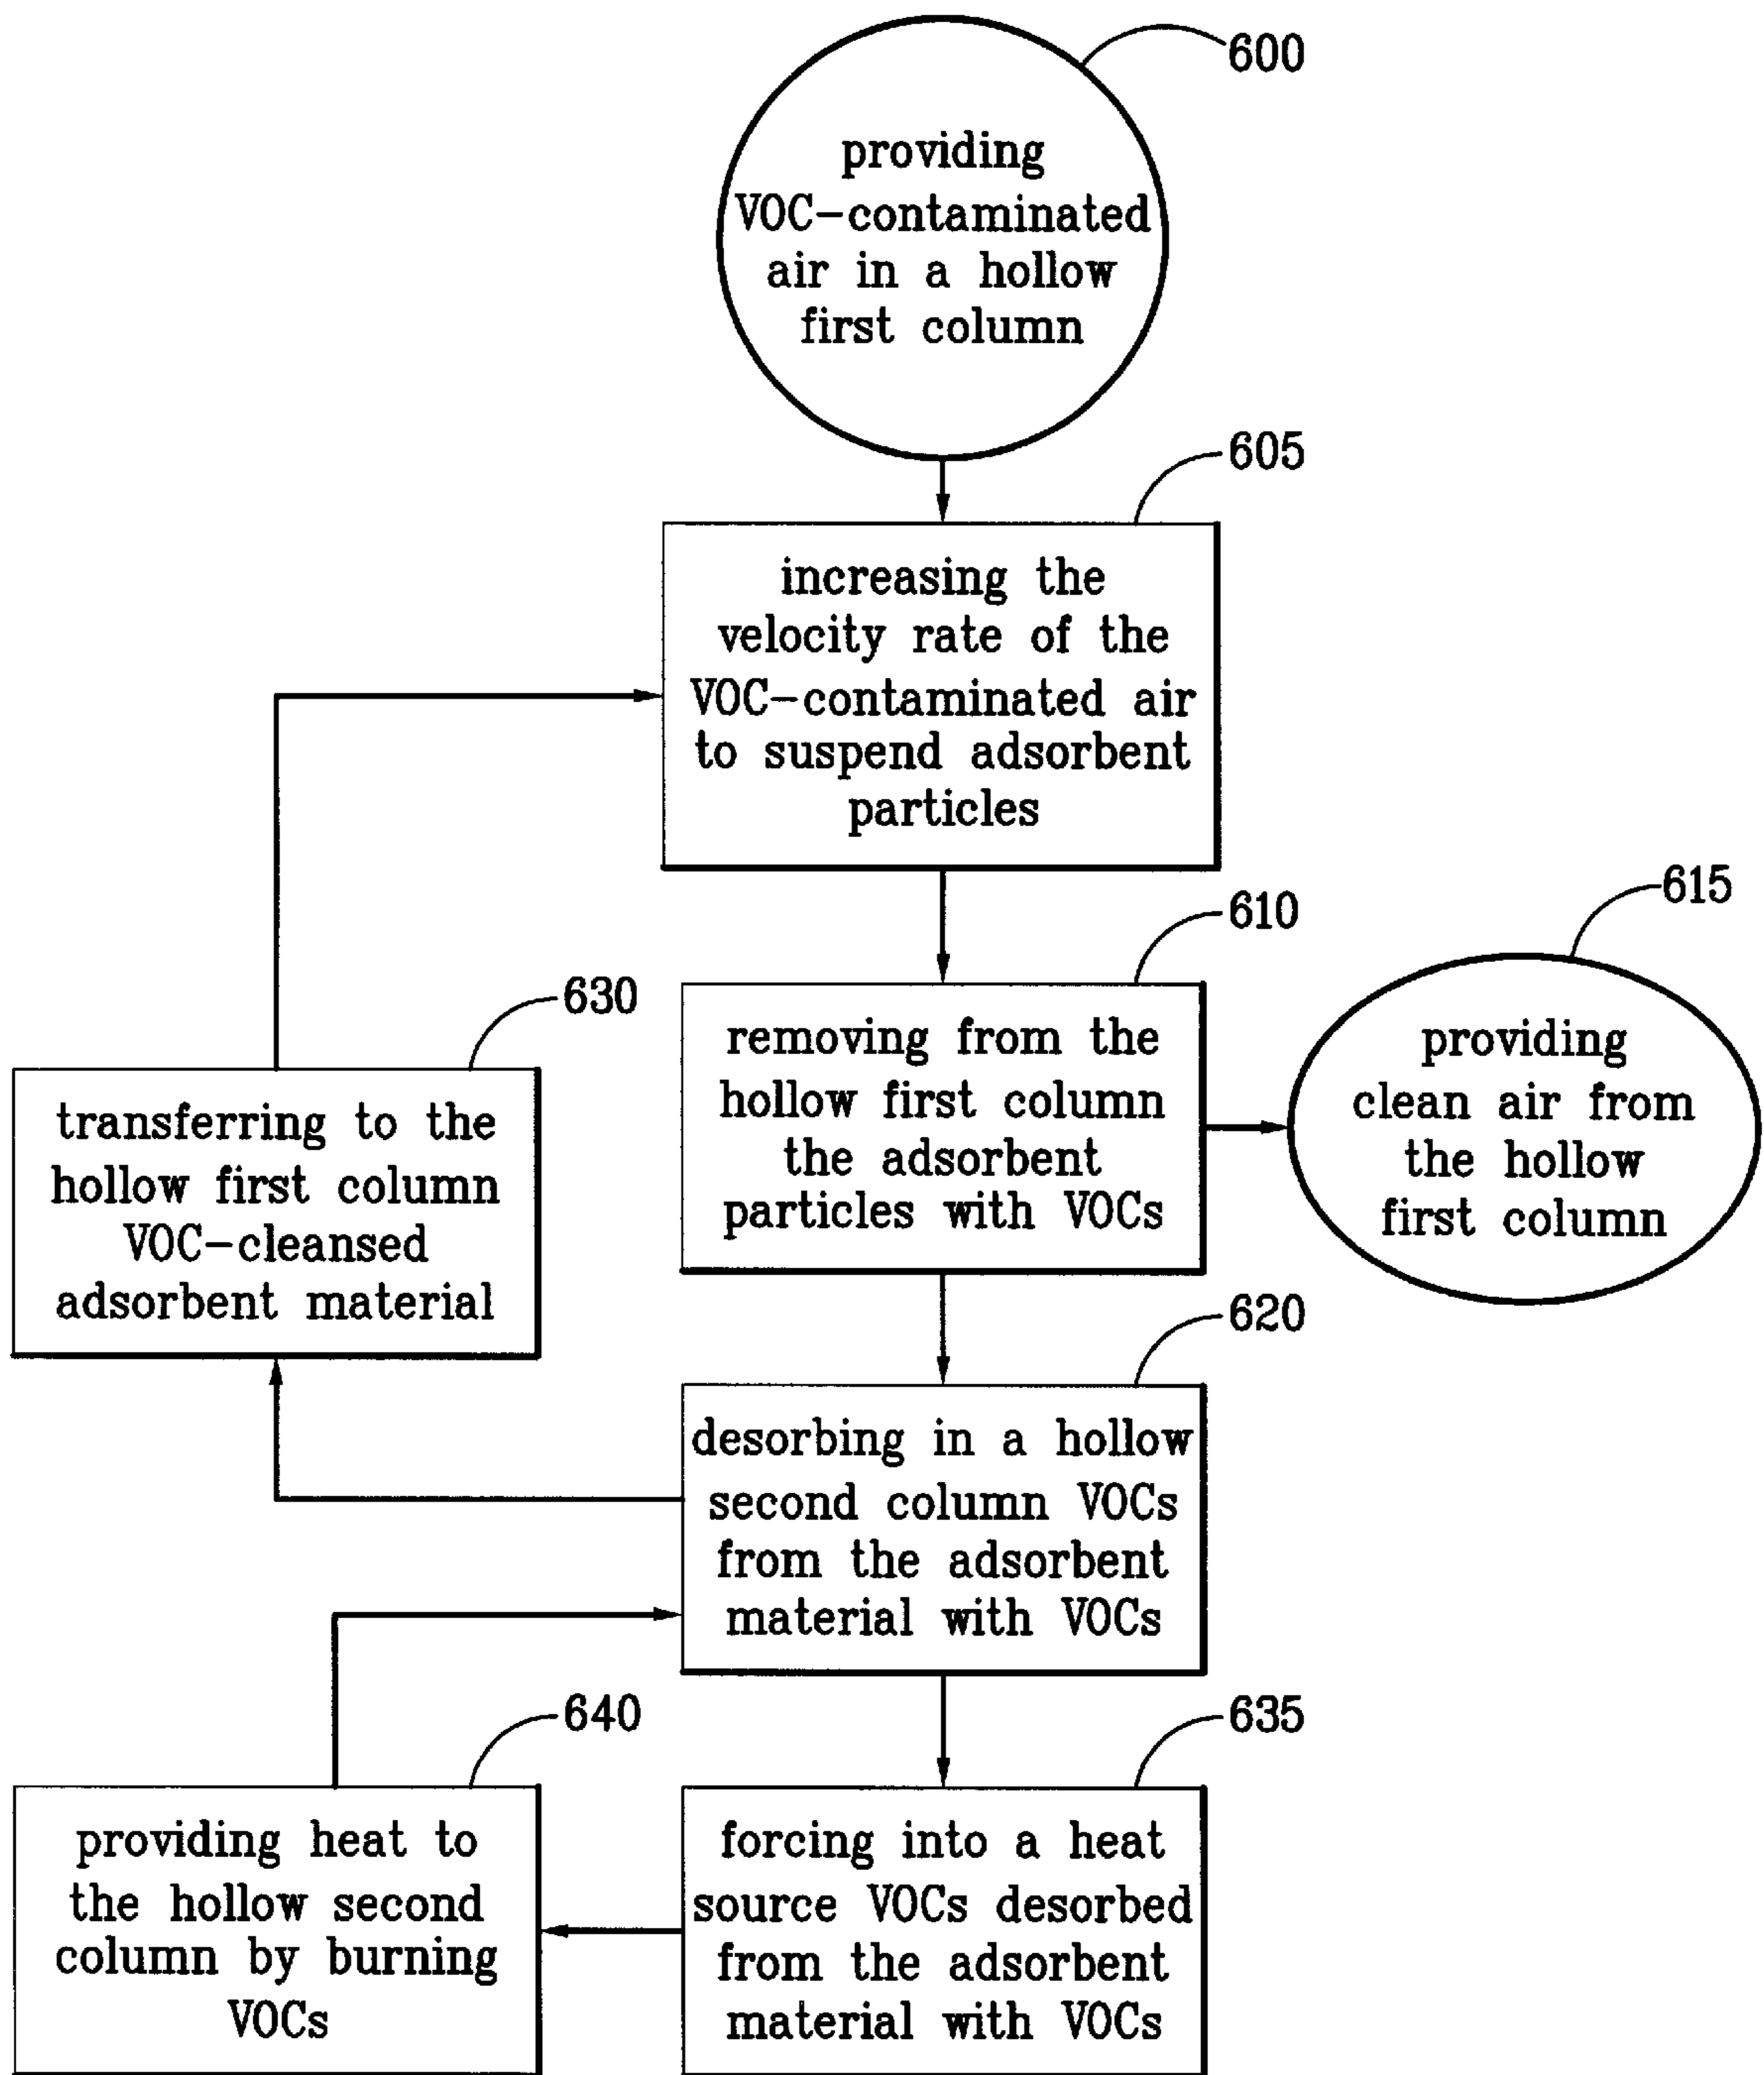 600
providing
VOC-contaminated
air in a hollow
first column
605
increasing the
velocity rate of the
VOC-contaminated air
to suspend adsorbent
particles
610
removing from the
hollow first column
the adsorbent
particles with VOCs
615
providing
clean air from
the hollow
first column
630
transferring to the
hollow first column
VOC-cleansed
adsorbent material
620
desorbing in a hollow
second column VOCs
from the adsorbent
material with VOCs
640
providing heat to
the hollow second
column by burning
VOCs
635
forcing into a heat
source VOCs desorbed
from the adsorbent
material with VOCs